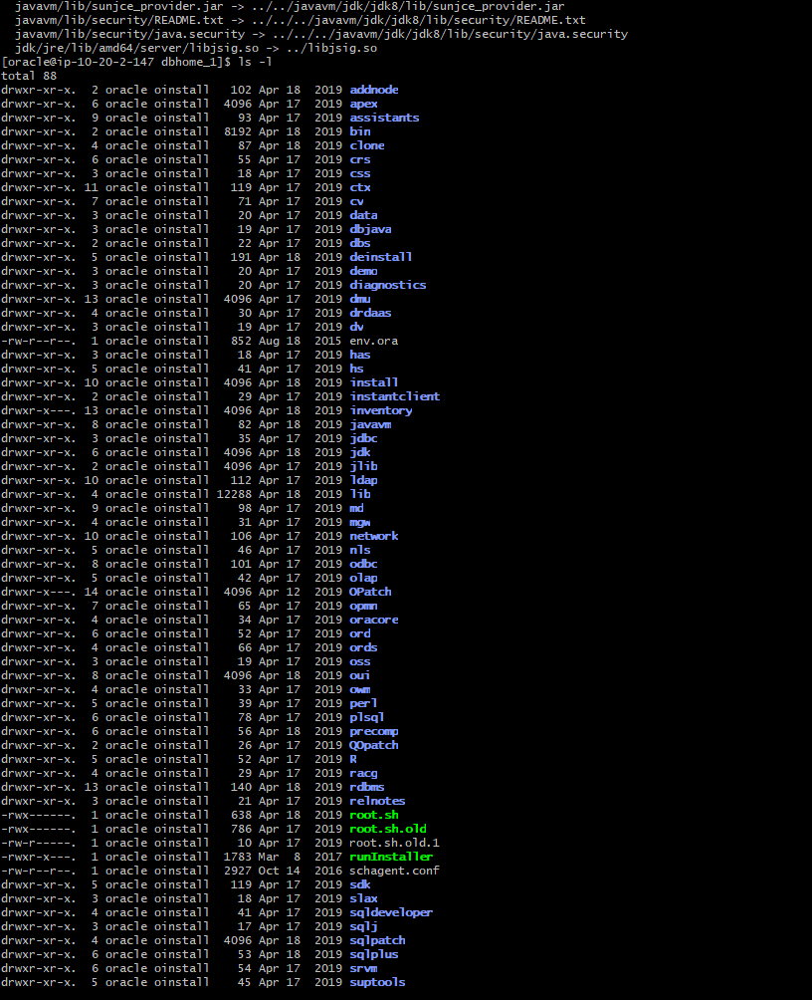 javavm/lib/sunjce_provider.jar -> ../../javavm/jdk/jdk8/lib/sunjce_provider.jar
javavm/lib/security/README.txt -> ../../../javavm/jdk/jdk8/lib/security/README.txt
javavm/lib/security/java.security -> ../../../javavm/jdk/jdk8/lib/security/java.security
jdk/jre/lib/amd64/server/libjsig.so -> ../libjsig.so
[oracle@ip-10-20-2-147 dbhome_1]$ ls -l
total 88
drwxr-xr-x.  2 oracle oinstall   102 Apr 18  2019 addnode
drwxr-xr-x.  6 oracle oinstall  4096 Apr 17  2019 apex
drwxr-xr-x.  9 oracle oinstall    93 Apr 17  2019 assistants
drwxr-xr-x.  2 oracle oinstall  8192 Apr 18  2019 bin
drwxr-xr-x.  4 oracle oinstall    87 Apr 18  2019 clone
drwxr-xr-x.  6 oracle oinstall    55 Apr 17  2019 crs
drwxr-xr-x.  3 oracle oinstall    18 Apr 17  2019 css
drwxr-xr-x. 11 oracle oinstall   119 Apr 17  2019 ctx
drwxr-xr-x.  7 oracle oinstall    71 Apr 17  2019 cv
drwxr-xr-x.  3 oracle oinstall    20 Apr 17  2019 data
drwxr-xr-x.  3 oracle oinstall    19 Apr 17  2019 dbjava
drwxr-xr-x.  2 oracle oinstall    22 Apr 17  2019 dbs
drwxr-xr-x.  5 oracle oinstall   191 Apr 18  2019 deinstall
drwxr-xr-x.  3 oracle oinstall    20 Apr 17  2019 demo
drwxr-xr-x.  3 oracle oinstall    20 Apr 17  2019 diagnostics
drwxr-xr-x. 13 oracle oinstall  4096 Apr 17  2019 dmu
drwxr-xr-x.  4 oracle oinstall    30 Apr 17  2019 drdaas
drwxr-xr-x.  3 oracle oinstall    19 Apr 17  2019 dv
-rw-r--r--.  1 oracle oinstall   852 Aug 18  2015 env.ora
drwxr-xr-x.  3 oracle oinstall    18 Apr 17  2019 has
drwxr-xr-x.  5 oracle oinstall    41 Apr 17  2019 hs
drwxr-xr-x. 10 oracle oinstall  4096 Apr 18  2019 install
drwxr-xr-x.  2 oracle oinstall    29 Apr 17  2019 instantclient
drwxr-x---. 13 oracle oinstall  4096 Apr 18  2019 inventory
drwxr-xr-x.  8 oracle oinstall    82 Apr 18  2019 javavm
drwxr-xr-x.  3 oracle oinstall    35 Apr 17  2019 jdbc
drwxr-xr-x.  6 oracle oinstall  4096 Apr 18  2019 jdk
drwxr-xr-x.  2 oracle oinstall  4096 Apr 17  2019 jlib
drwxr-xr-x. 10 oracle oinstall   112 Apr 17  2019 ldap
drwxr-xr-x.  4 oracle oinstall 12288 Apr 18  2019 lib
drwxr-xr-x.  9 oracle oinstall    98 Apr 17  2019 md
drwxr-xr-x.  4 oracle oinstall    31 Apr 17  2019 mgw
drwxr-xr-x. 10 oracle oinstall   106 Apr 17  2019 network
drwxr-xr-x.  5 oracle oinstall    46 Apr 17  2019 nls
drwxr-xr-x.  8 oracle oinstall   101 Apr 17  2019 odbc
drwxr-xr-x.  5 oracle oinstall    42 Apr 17  2019 olap
drwxr-x---. 14 oracle oinstall  4096 Apr 12  2019 OPatch
drwxr-xr-x.  7 oracle oinstall    65 Apr 17  2019 opmn
drwxr-xr-x.  4 oracle oinstall    34 Apr 17  2019 oracore
drwxr-xr-x.  6 oracle oinstall    52 Apr 17  2019 ord
drwxr-xr-x.  4 oracle oinstall    66 Apr 17  2019 ords
drwxr-xr-x.  3 oracle oinstall    19 Apr 17  2019 oss
drwxr-xr-x.  8 oracle oinstall  4096 Apr 18  2019 oui
drwxr-xr-x.  4 oracle oinstall    33 Apr 17  2019 owm
drwxr-xr-x.  5 oracle oinstall    39 Apr 17  2019 perl
drwxr-xr-x.  6 oracle oinstall    78 Apr 17  2019 plsql
drwxr-xr-x.  6 oracle oinstall    56 Apr 18  2019 precomp
drwxr-xr-x.  2 oracle oinstall    26 Apr 17  2019 QOpatch
drwxr-xr-x.  5 oracle oinstall    52 Apr 17  2019 R
drwxr-xr-x.  4 oracle oinstall    29 Apr 17  2019 racg
drwxr-xr-x. 13 oracle oinstall   140 Apr 18  2019 rdbms
drwxr-xr-x.  3 oracle oinstall    21 Apr 17  2019 relnotes
-rwx------.  1 oracle oinstall   638 Apr 18  2019 root.sh
-rwx------.  1 oracle oinstall   786 Apr 17  2019 root.sh.old
-rw-r-----.  1 oracle oinstall    10 Apr 17  2019 root.sh.old.1
-rwxr-x---.  1 oracle oinstall  1783 Mar  8  2017 runInstaller
-rw-r--r--.  1 oracle oinstall  2927 Oct 14  2016 schagent.conf
drwxr-xr-x.  5 oracle oinstall   119 Apr 17  2019 sdk
drwxr-xr-x.  3 oracle oinstall    18 Apr 17  2019 slax
drwxr-xr-x.  4 oracle oinstall    41 Apr 17  2019 sqldeveloper
drwxr-xr-x.  3 oracle oinstall    17 Apr 17  2019 sqlj
drwxr-xr-x.  4 oracle oinstall  4096 Apr 18  2019 sqlpatch
drwxr-xr-x.  6 oracle oinstall    53 Apr 18  2019 sqlplus
drwxr-xr-x.  6 oracle oinstall    54 Apr 17  2019 srvm
drwxr-xr-x.  5 oracle oinstall    45 Apr 17  2019 suptools